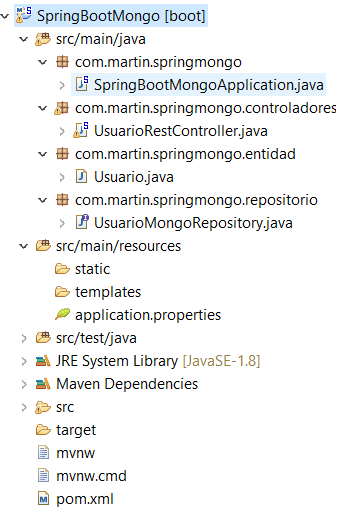 SpringBootMongo [boot]
src/main/java
com.martin.springmongo
SpringBootMongoApplication.java
com.martin.springmongo.controladores
UsuarioRestController.java
com.martin.springmongo.entidad
Usuario.java
com.martin.springmongo.repositorio
UsuarioMongoRepository.java
src/main/resources
static
templates
application.properties
src/test/java
JRE System Library [JavaSE-1.8]
Maven Dependencies
src
target
mvnw
mvnw.cmd
pom.xml